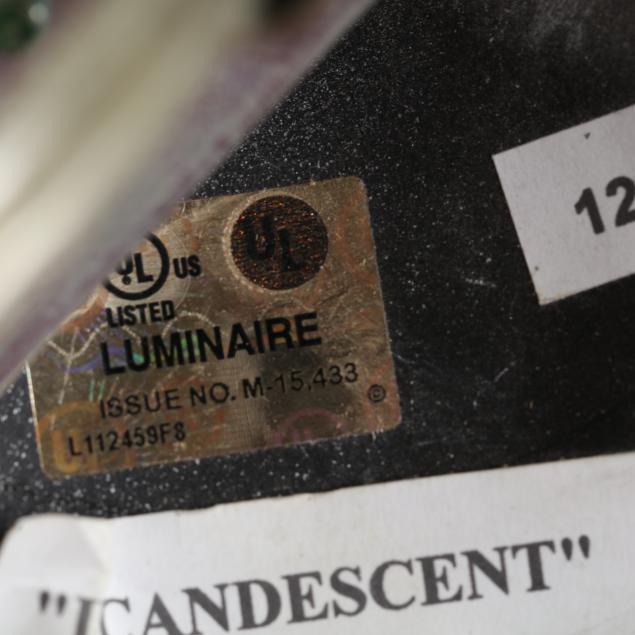 UL
UL US
LISTED
LUMINAIRE
ISSUE NO. M-15,433 ©
L112459F8
12
"ICANDESCENT"